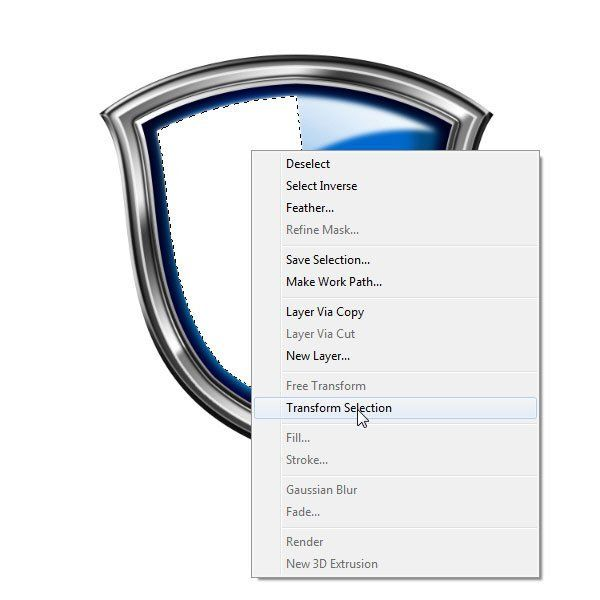 Deselect
Select Inverse
Feather...
Refine Mask...
Save Selection...
Make Work Path...
Layer Via Copy
Layer Via Cut
New Layer...
Free Transform
Transform Selection
Fill...
Stroke...
Gaussian Blur
Fade...
Render
New 3D Extrusion